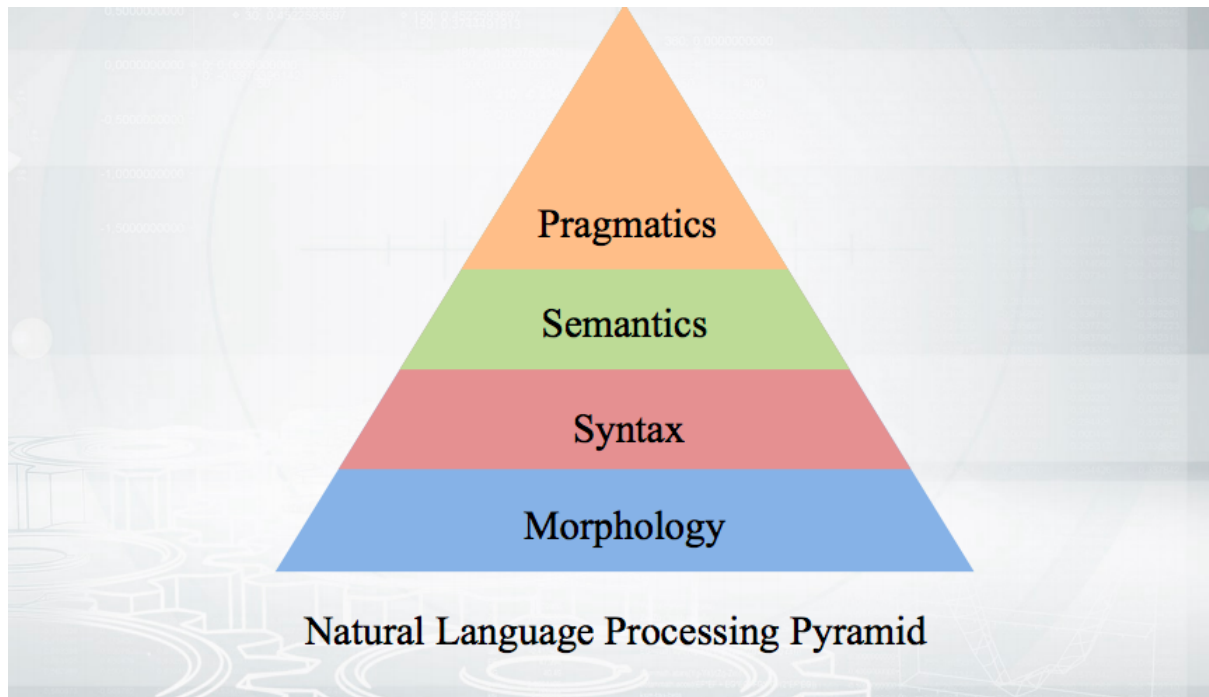 Pragmatics
Semantics
Syntax
Morphology
Natural Language Processing Pyramid